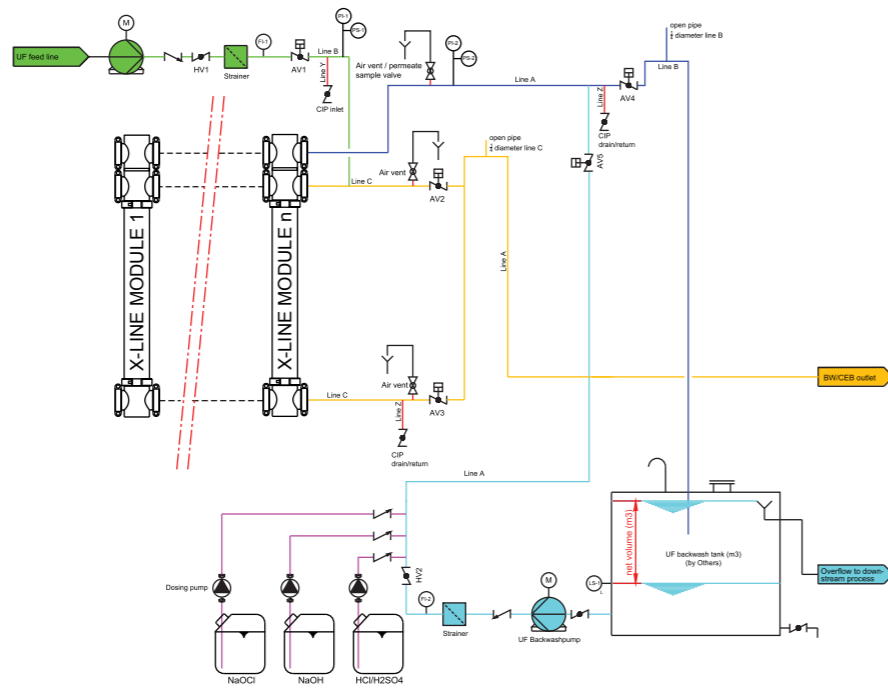 M
UF feed line
HV1
Strainer
FI-1
AV1
Line B
PI-1
PS-1
Line Y
CIP inlet
Air vent / permeate
sample valve
PI-2
PS-2
Line A
Line Z
CIP
drain/return
AV4
Line B
open pipe
diameter line B
AV5
open pipe
diameter line C
Air vent
Line C
AV2
Line A
X-LINE MODULE 1
X-LINE MODULE n
BW/CEB outlet
Air vent
Line C
Line Z
AV3
CIP
drain/return
Line A
net volume (m3)
UF backwash tank (m3)
(by Others)
Overflow to down-
stream process
LS-1
L
Dosing pump
HV2
FI-2
Strainer
M
UF Backwashpump
NaOCl
NaOH
HCl/H2SO4